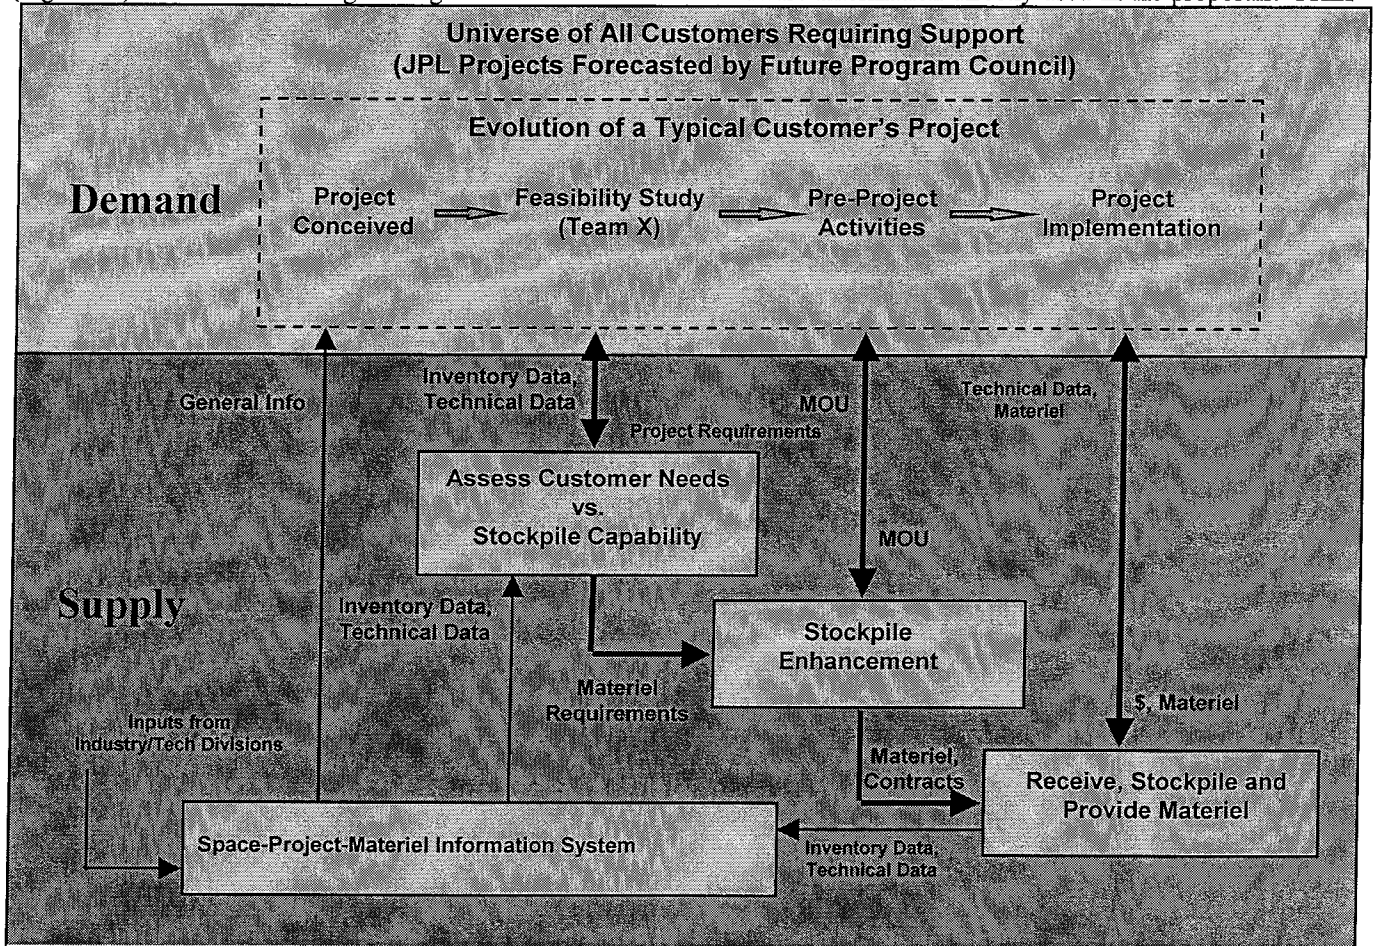 Universe of All Customers Requiring Support
(JPL Projects Forecasted by Future Program Council)
Evolution of a Typical Customer's Project
Demand
Project
Conceived
Feasibility Study
(Team X)
Pre-Project
Activities
Project
Implementation
General Info
Inventory Data,
Technical Data
Project Requirements
MOU
Technical Data,
Materiel
Assess Customer Needs
vs.
Stockpile Capability
MOU
Supply
Inventory Data,
Technical Data
Stockpile
Enhancement
Materiel
Requirements
$, Materiel
Inputs from
Industry/Tech Divisions
Materiel,
Contracts
Receive, Stockpile and
Provide Materiel
Space-Project-Materiel Information System
Inventory Data,
Technical Data